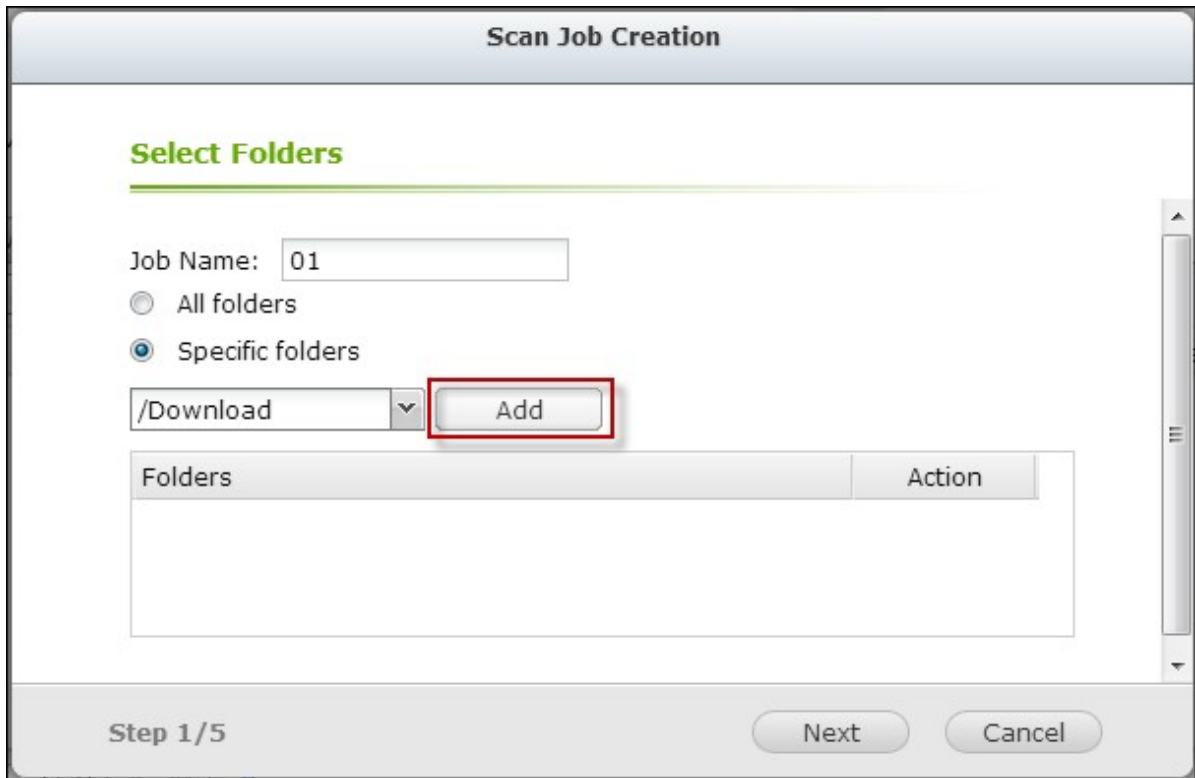 Scan Job Creation
Select Folders
Job Name: 01
All folders
Specific folders
/Download Add
Folders Action
Step 1/5 Next Cancel